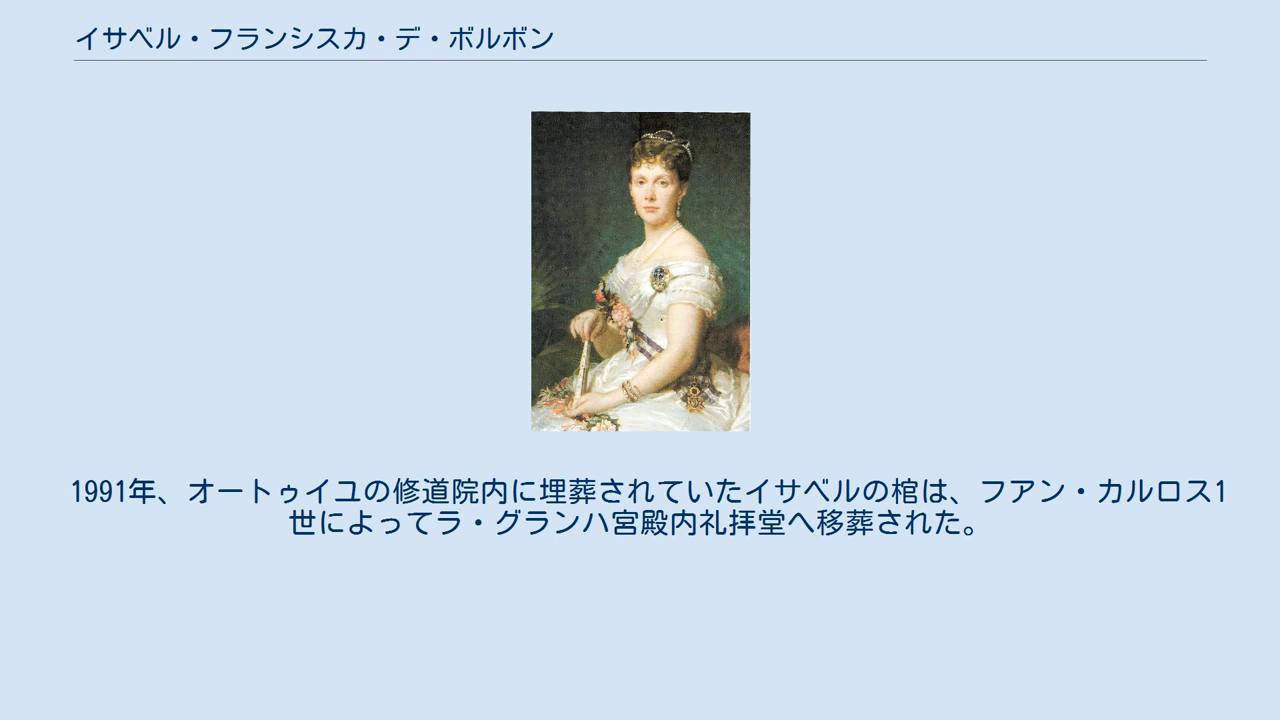 イサベル・フランシスカ・デ・ボルボン
1991年、オートゥイユの修道院内に埋葬されていたイサベルの棺は、フアン・カルロス1
世によってラ・グランハ宮殿内礼拝堂へ移葬された。